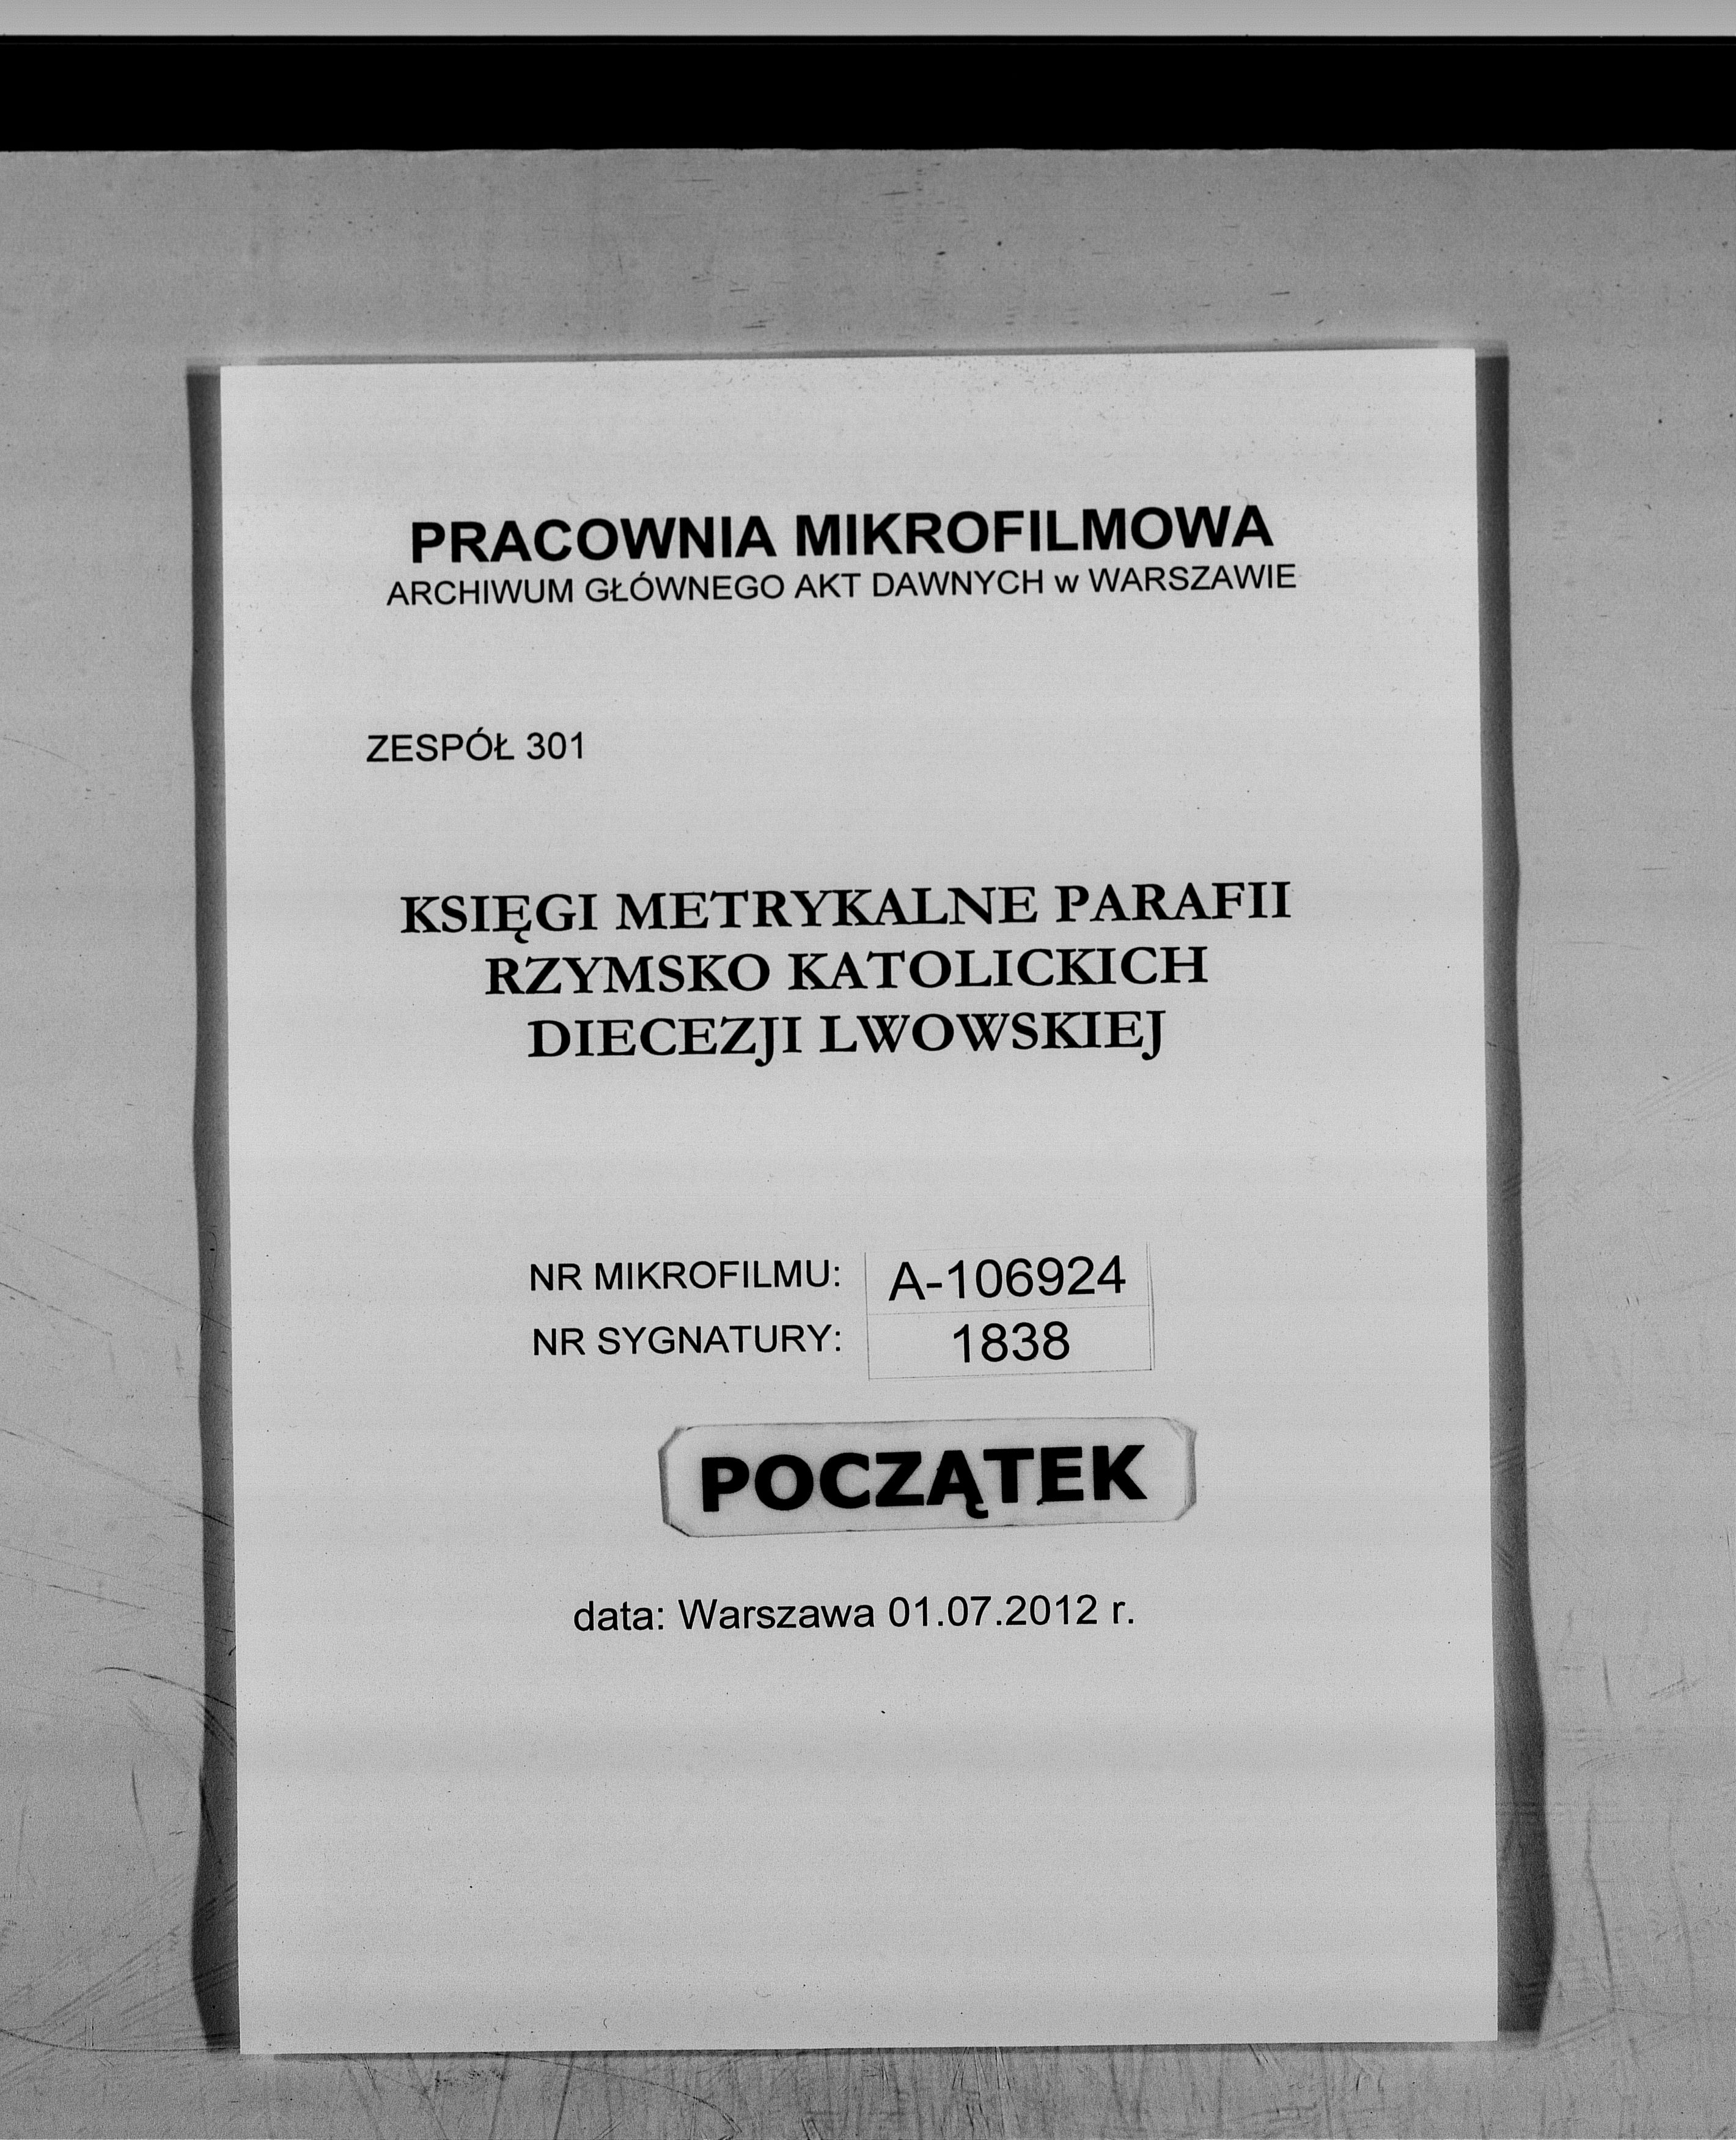 PRACOWNIA MIKROFILMOWA
ARCHIWUM GŁÓWNEGO AKT DAWNYCH w WARSZAWIE
ZESPÓŁ 301
KSIĘGI METRYKALNE PARAFII
RZYMSKO KATOLICKICH
DIECEZJI LWOWSKIEJ
NR MIKROFILMU: A-106924
NR SYGNATURY: 1838
POCZĄTEK
data: Warszawa 01.07.2012 r.